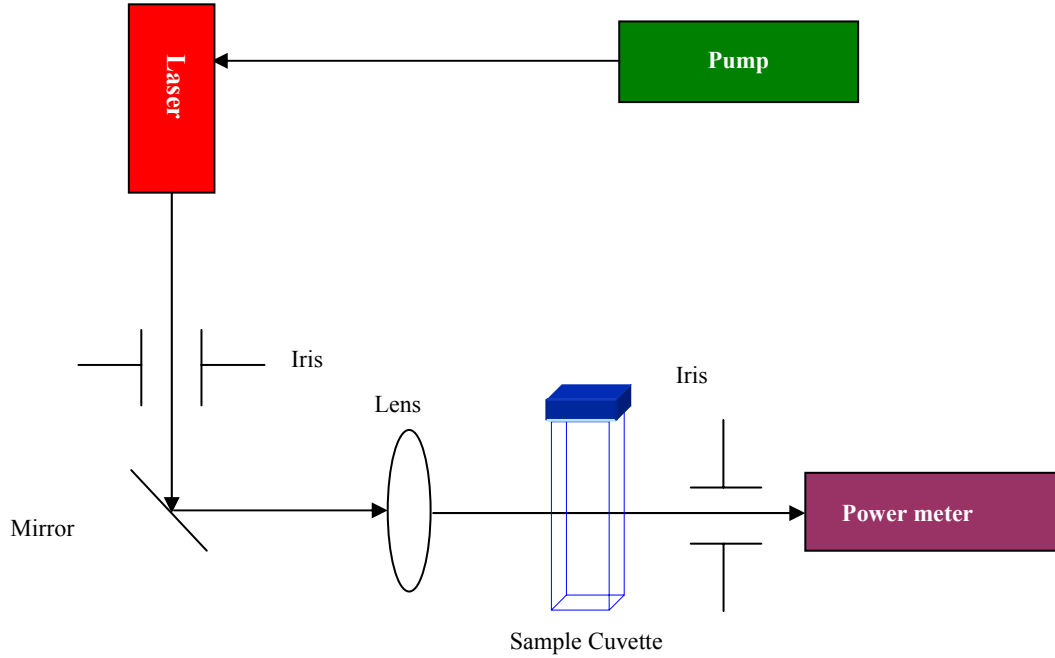 Laser
Pump
Iris
Iris
Lens
Mirror
Power meter
Sample Cuvette